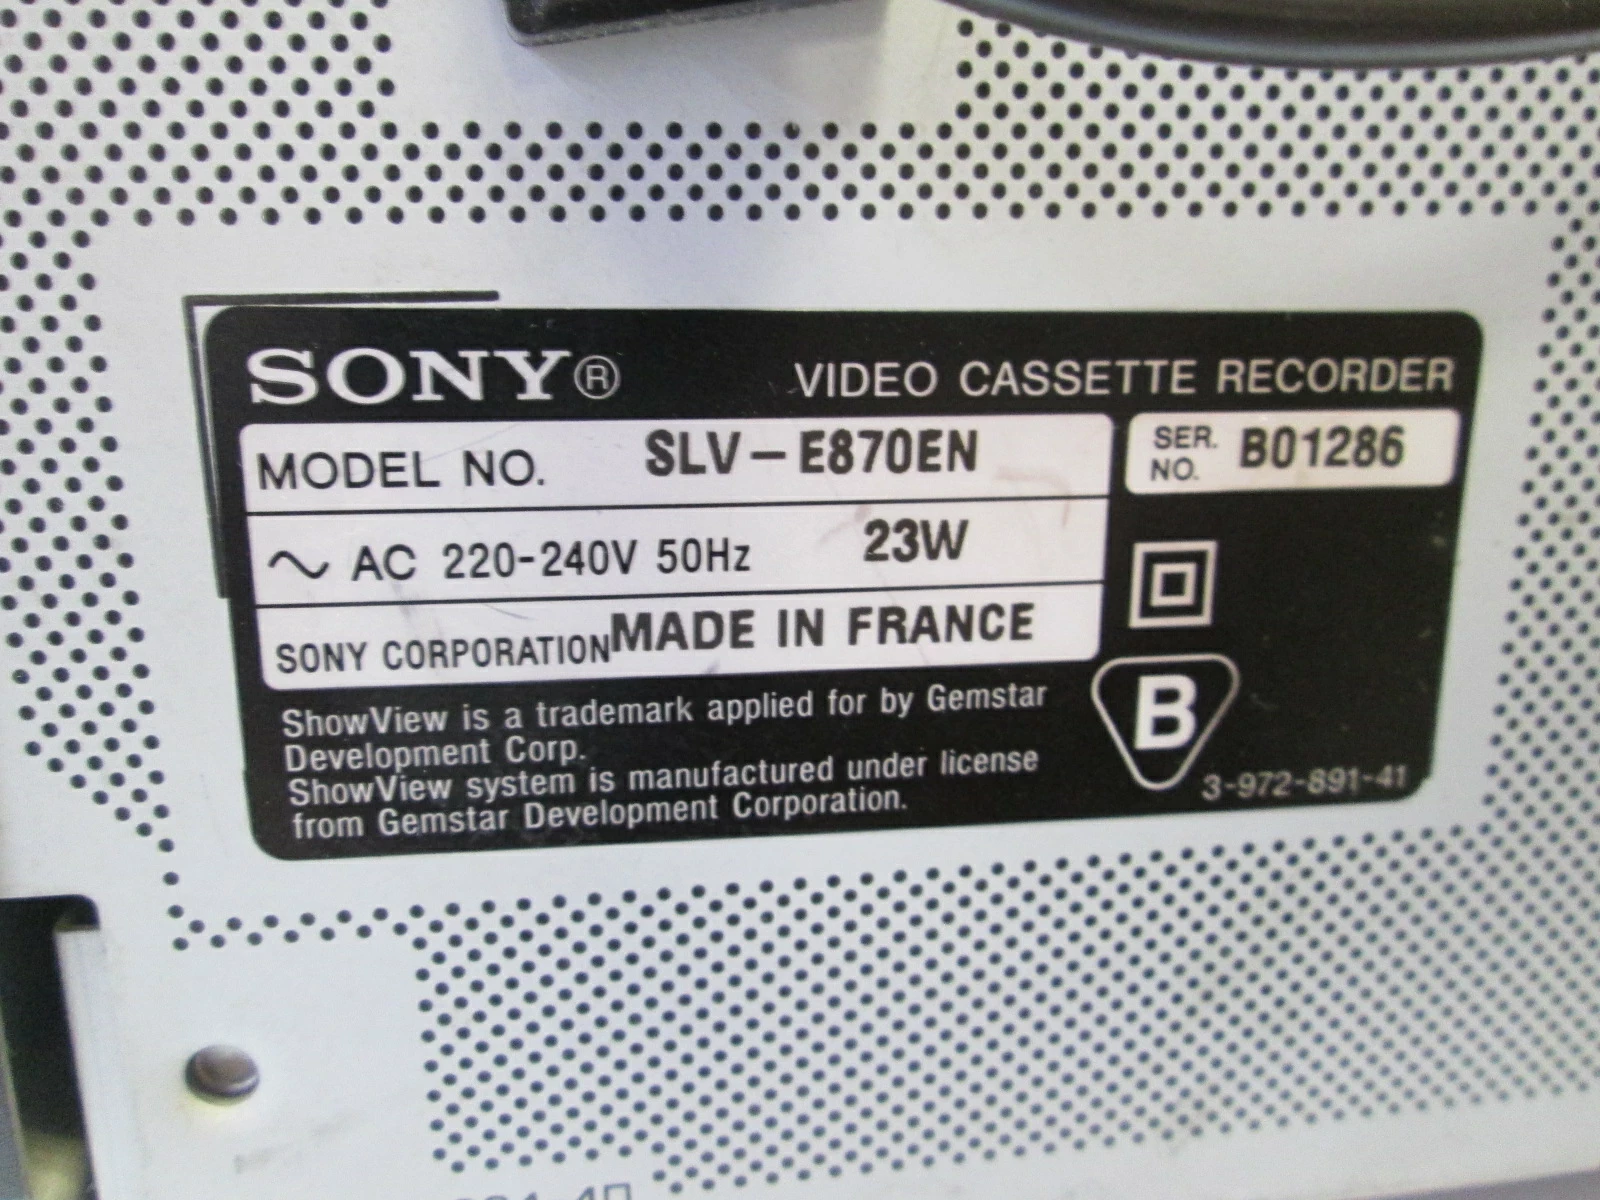 SONY® VIDEO CASSETTE RECORDER
MODEL NO. SLV-E870EN SER. NO. B01286
~ AC 220-240V 50Hz 23W
SONY CORPORATION MADE IN FRANCE
ShowView is a trademark applied for by Gemstar
Development Corp.
ShowView system is manufactured under license
from Gemstar Development Corporation.
B
3-972-891-41